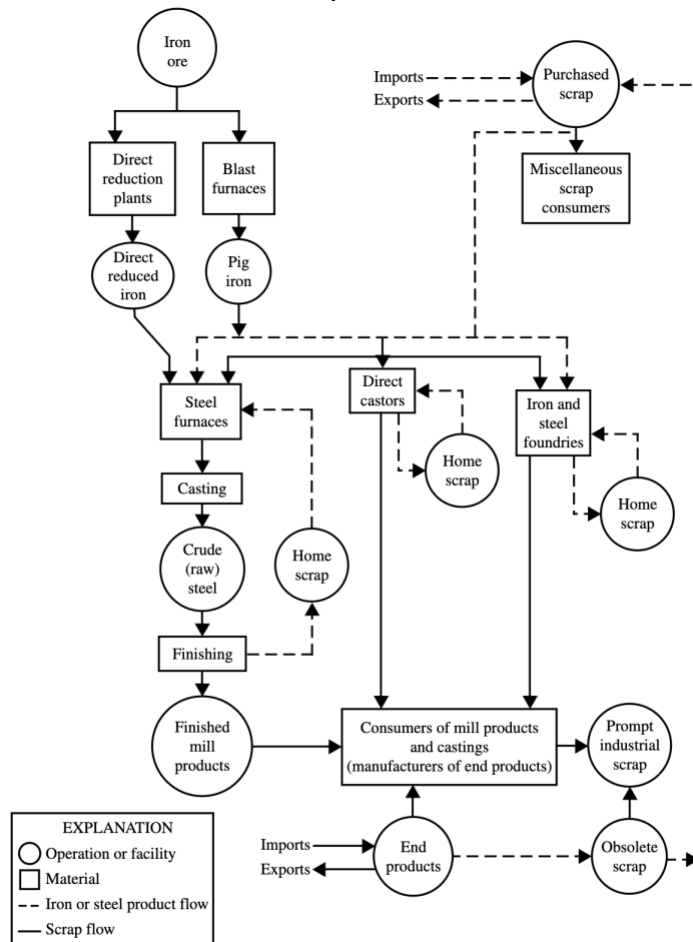 Iron
ore
Imports
Exports
Purchased
scrap
Direct
reduction
plants
Blast
furnaces
Miscellaneous
scrap
consumers
Direct
reduced
iron
Pig
iron
Steel
furnaces
Direct
castors
Iron and
steel
foundries
Home
scrap
Home
scrap
Casting
Crude
(raw)
steel
Home
scrap
Finishing
Finished
mill
products
Consumers of mill products
and castings
(manufacturers of end products)
Prompt
industrial
scrap
Imports
Exports
End
products
Obsolete
scrap
EXPLANATION
Operation or facility
Material
Iron or steel product flow
Scrap flow